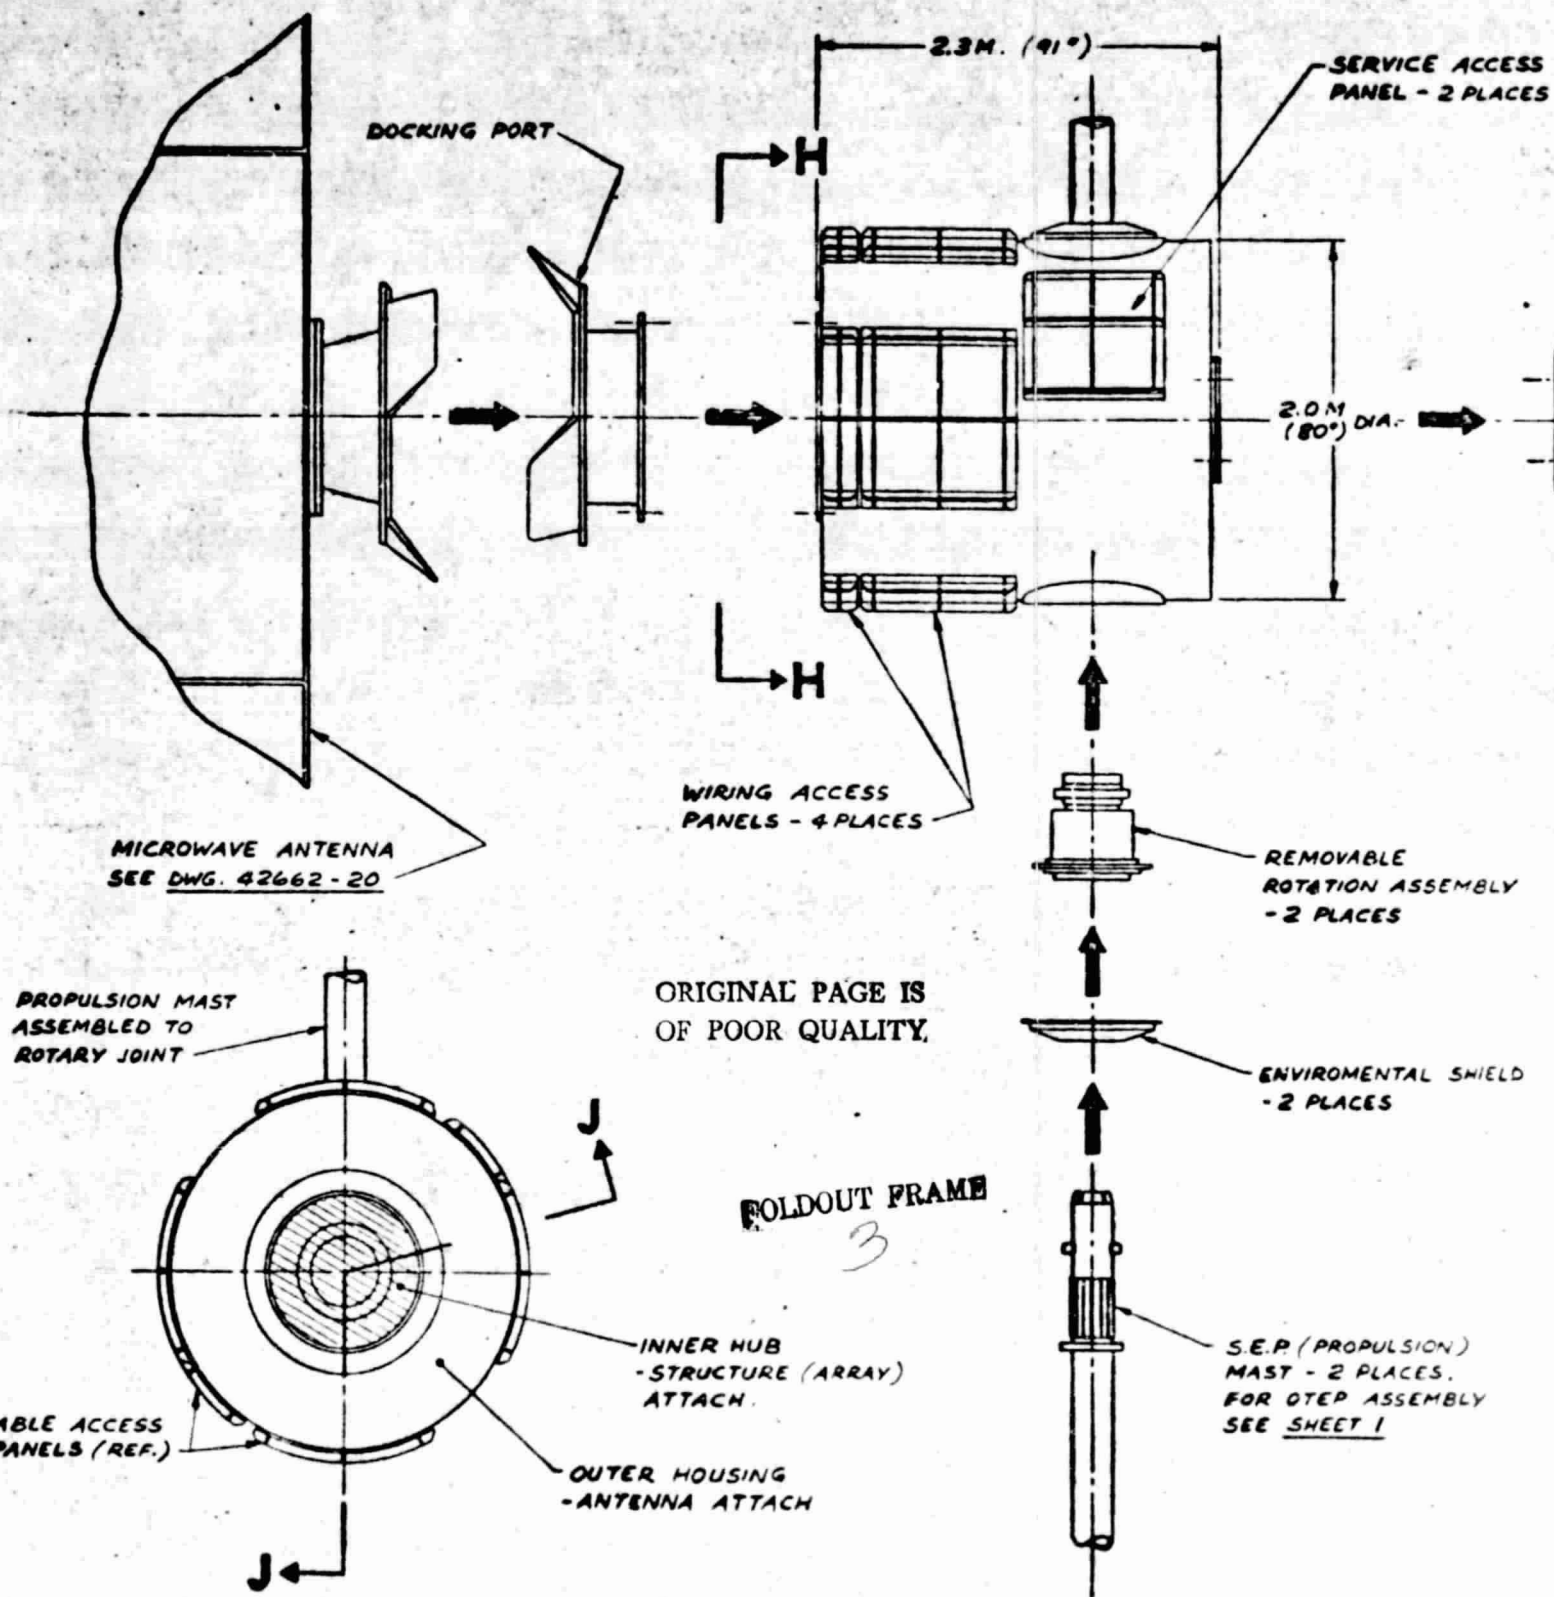 2.3M. (91")
SERVICE ACCESS
PANEL - 2 PLACES
DOCKING PORT
H
2.0 M
(80") DIA.
H
WIRING ACCESS
PANELS - 4 PLACES
MICROWAVE ANTENNA
SEE DWG. 42662-20
REMOVABLE
ROTATION ASSEMBLY
- 2 PLACES
PROPULSION MAST
ASSEMBLED TO
ROTARY JOINT
ORIGINAL PAGE IS
OF POOR QUALITY
ENVIROMENTAL SHIELD
- 2 PLACES
J
FOLDOUT FRAME
3
INNER HUB
- STRUCTURE (ARRAY)
ATTACH.
S.E.P. (PROPULSION)
MAST - 2 PLACES.
FOR OTEP ASSEMBLY
SEE SHEET 1
ABLE ACCESS
PANELS (REF.)
OUTER HOUSING
- ANTENNA ATTACH
J